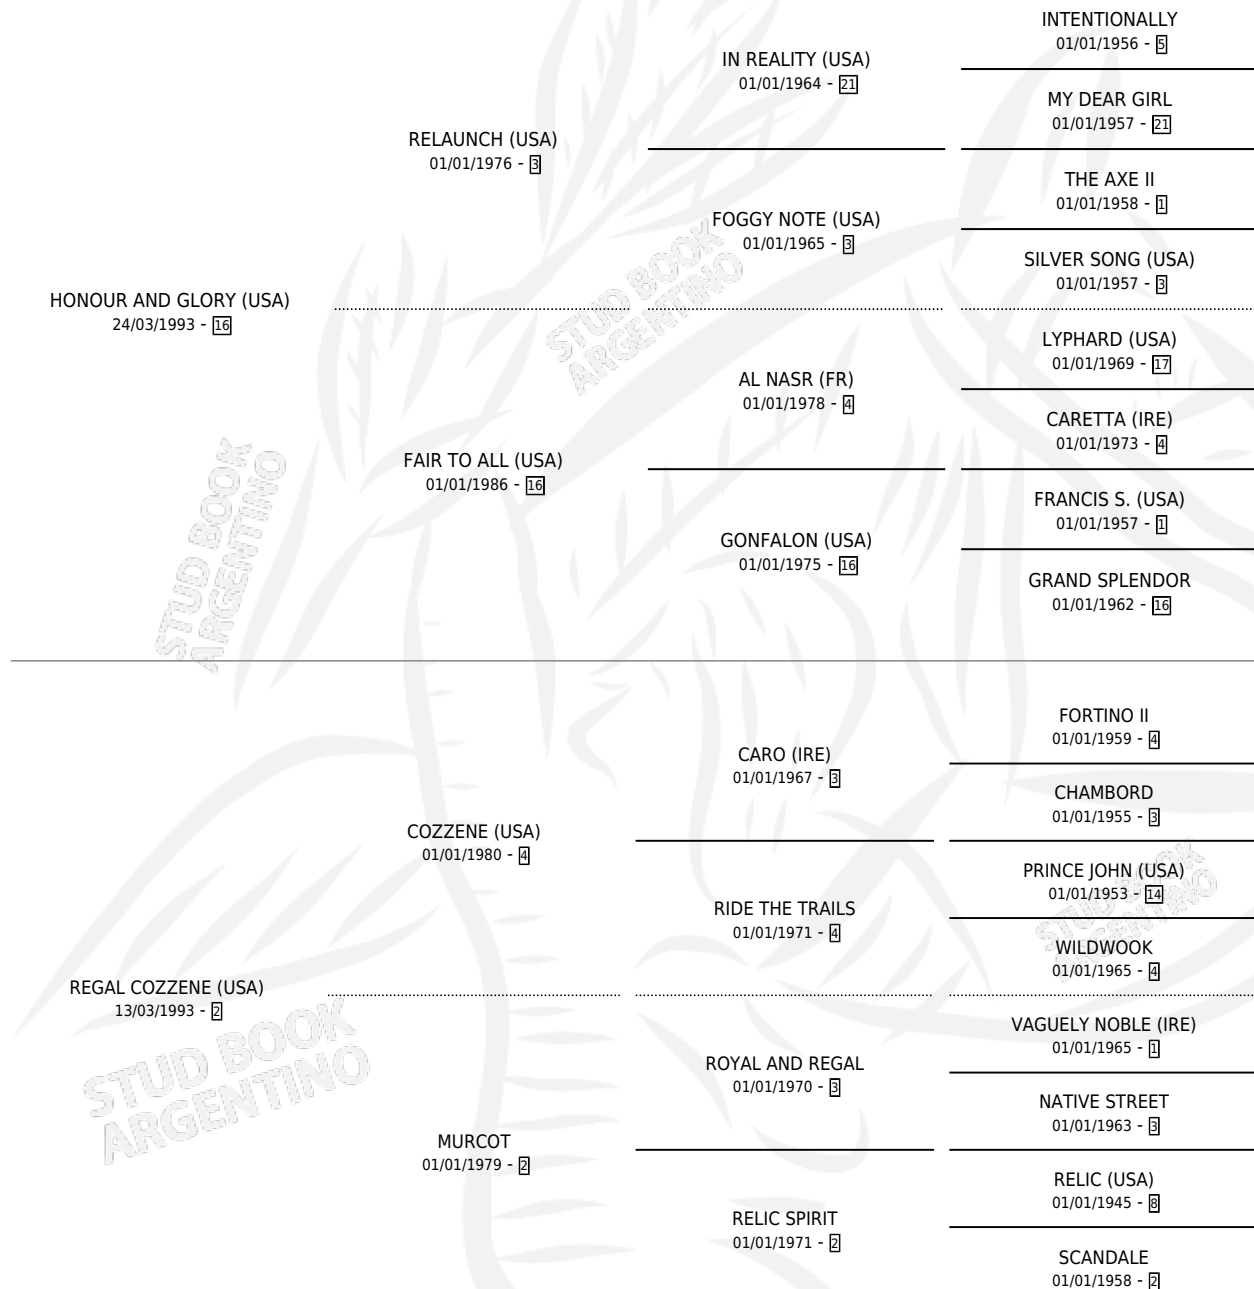 INTENTIONALLY
01/01/1956 - 5
IN REALITY (USA)
01/01/1964 - 21
MY DEAR GIRL
01/01/1957 - 21
RELAUNCH (USA)
01/01/1976 - 3
THE AXE II
01/01/1958 - 1
FOGGY NOTE (USA)
01/01/1965 - 3
SILVER SONG (USA)
01/01/1957 - 3
HONOUR AND GLORY (USA)
24/03/1993 - 16
LYPHARD (USA)
01/01/1969 - 17
AL NASR (FR)
01/01/1978 - 4
CARETTA (IRE)
01/01/1973 - 4
FAIR TO ALL (USA)
01/01/1986 - 16
FRANCIS S. (USA)
01/01/1957 - 1
GONFALON (USA)
01/01/1975 - 16
GRAND SPLENDOR
01/01/1962 - 16
FORTINO II
01/01/1959 - 4
CARO (IRE)
01/01/1967 - 3
CHAMBORD
01/01/1955 - 3
COZZENE (USA)
01/01/1980 - 4
PRINCE JOHN (USA)
01/01/1953 - 14
RIDE THE TRAILS
01/01/1971 - 4
WILDWOOK
01/01/1965 - 4
REGAL COZZENE (USA)
13/03/1993 - 2
VAGUELY NOBLE (IRE)
01/01/1965 - 1
ROYAL AND REGAL
01/01/1970 - 3
NATIVE STREET
01/01/1963 - 3
MURCOT
01/01/1979 - 2
RELIC (USA)
01/01/1945 - 8
RELIC SPIRIT
01/01/1971 - 2
SCANDALE
01/01/1958 - 2
STUD BOOK
ARGENTINO
STUD BOOK
ARGENTINO
STUD BOOK
ARGENTINO
STUD BOOK
ARGENTINO